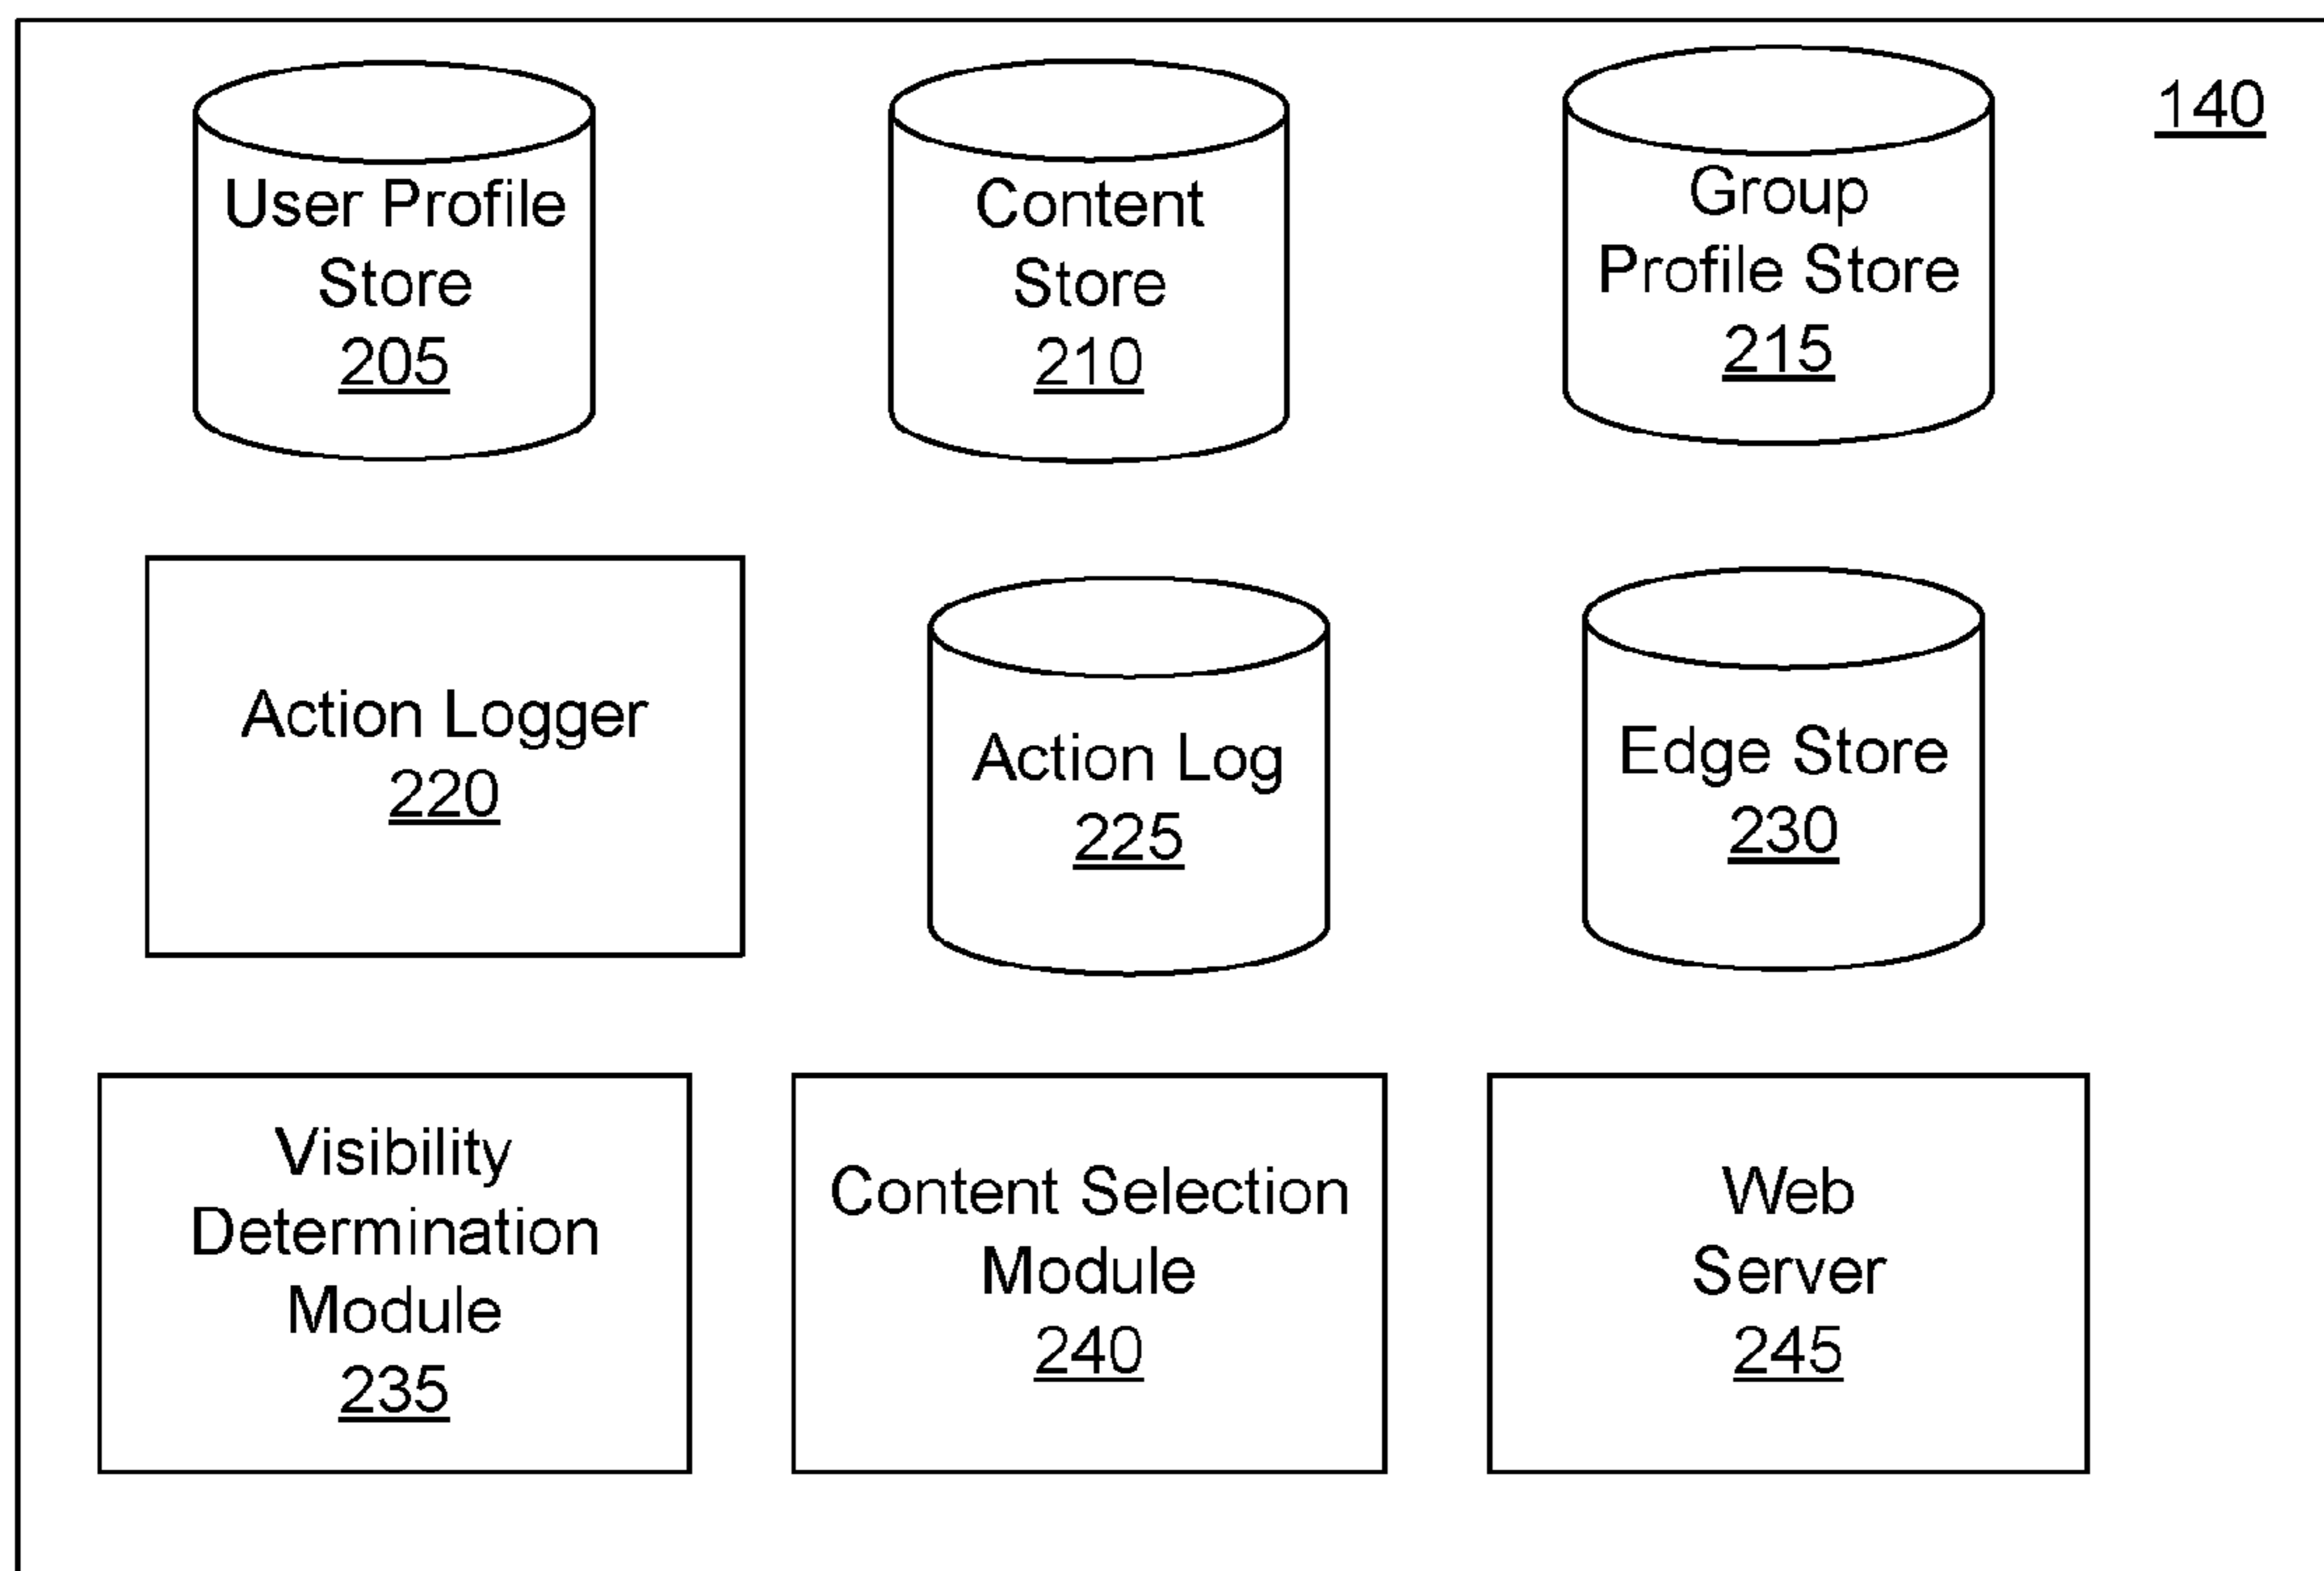 140
User Profile
Store
205
Content
Store
210
Group
Profile Store
215
Action Logger
220
Action Log
225
Edge Store
230
Visibility
Determination
Module
235
Content Selection
Module
240
Web
Server
245